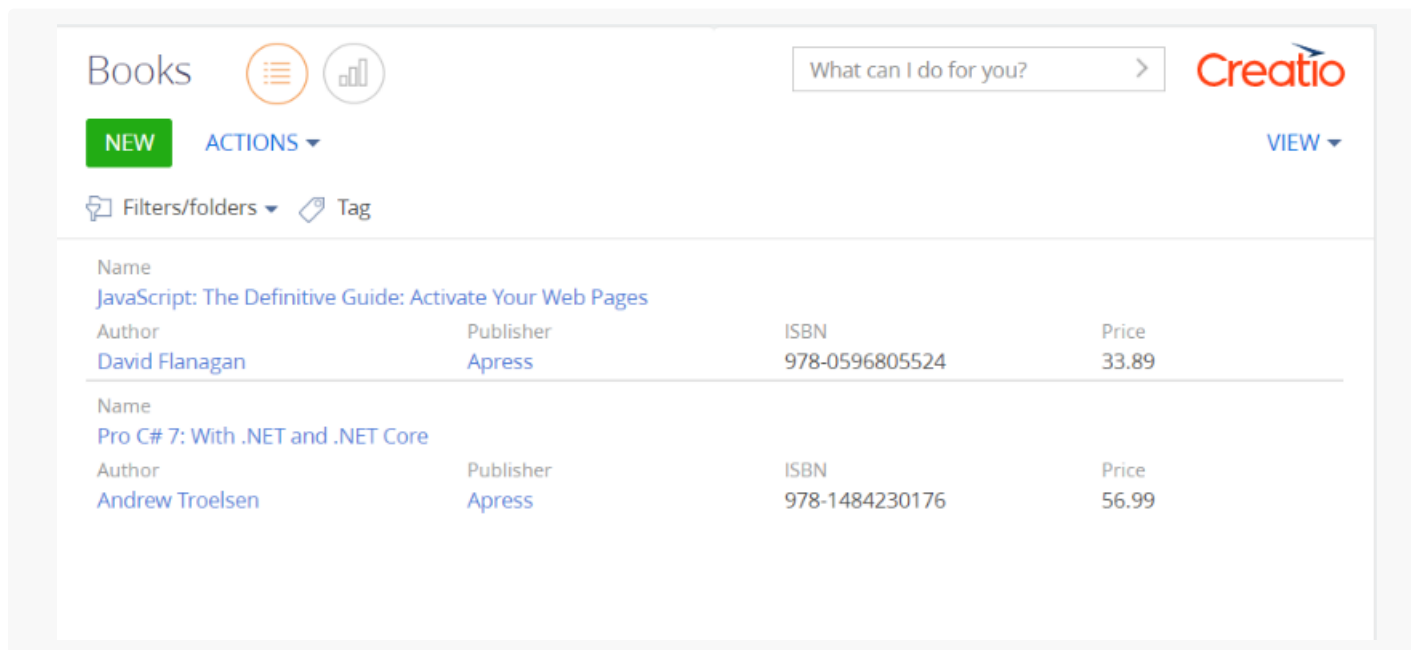 Books
What can I do for you?
Creatio
NEW ACTIONS VIEW
Filters/folders Tag
Name
JavaScript: The Definitive Guide: Activate Your Web Pages
Author Publisher ISBN Price
David Flanagan Apress 978-0596805524 33.89
Name
Pro C# 7: With .NET and .NET Core
Author Publisher ISBN Price
Andrew Troelsen Apress 978-1484230176 56.99